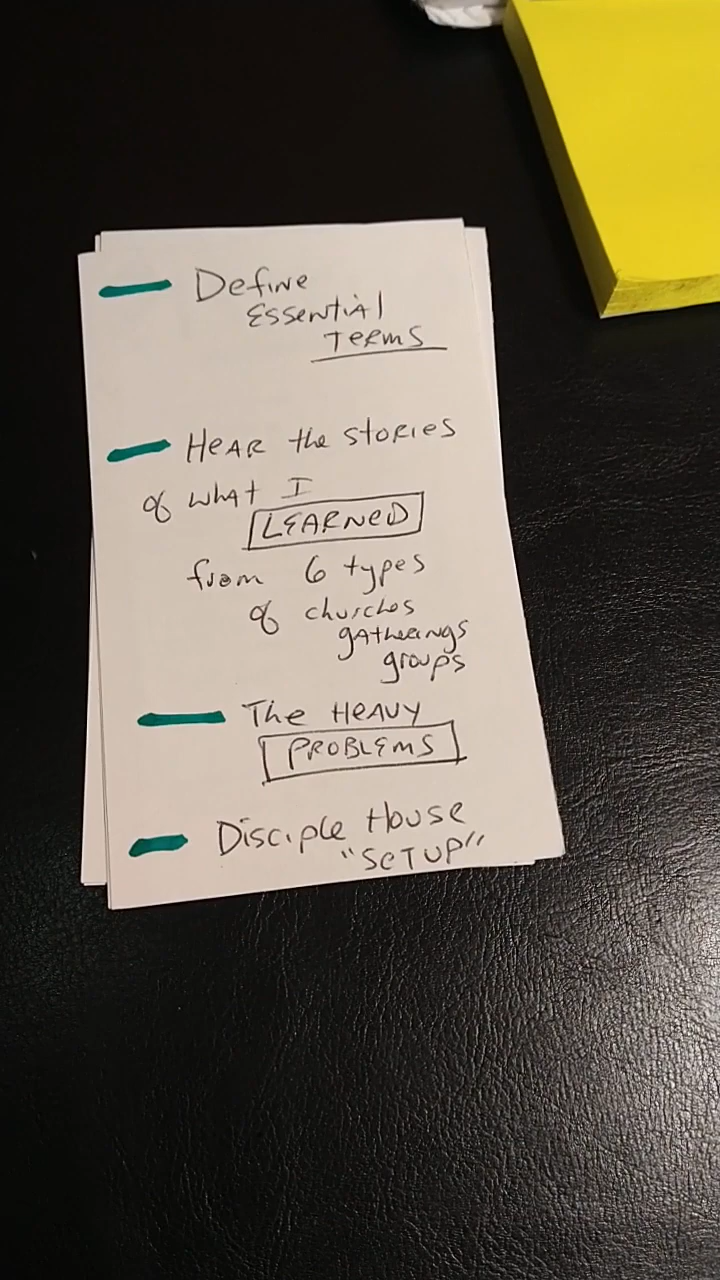 Define
Essential
Terms
Hear the stories
of what I
LEARNED
from 6 types
of churches
gatherings
groups
The Heavy
PROBLEMS
Disciple House
"SETUP"